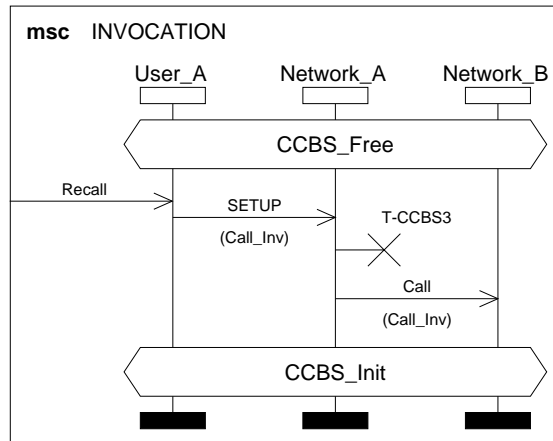 msc INVOCATION
User_A Network_A Network_B
CCBS_Free
Recall
SETUP
T-CCBS3
(Call_Inv)
Call
(Call_Inv)
CCBS_Init